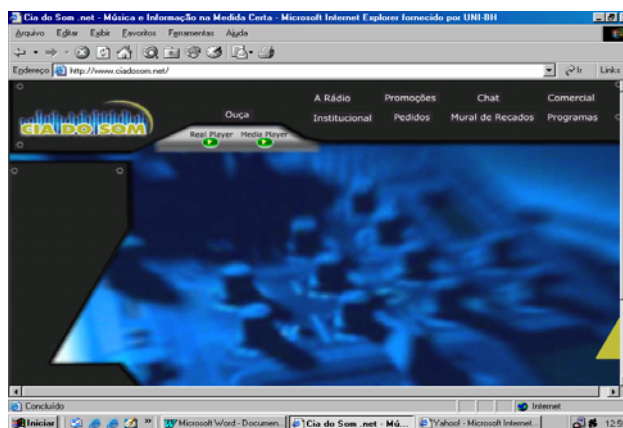 Cia do Som .net - Música e Informação na Medida Certa - Microsoft Internet Explorer fornecido por UNI-BH
Arquivo Editar Exibir Favoritos Ferramentas Ajuda
Endereço http://www.ciadosom.net/ Ir Links
A Rádio Promoções Chat Comercial
Ouça
Institucional Pedidos Mural de Recados Programas
CIA DO SOM
Real Player Media Player
Concluído Internet
Iniciar Microsoft Word - Documen... Cia do Som .net - Mú... Yahoo! - Microsoft Internet...